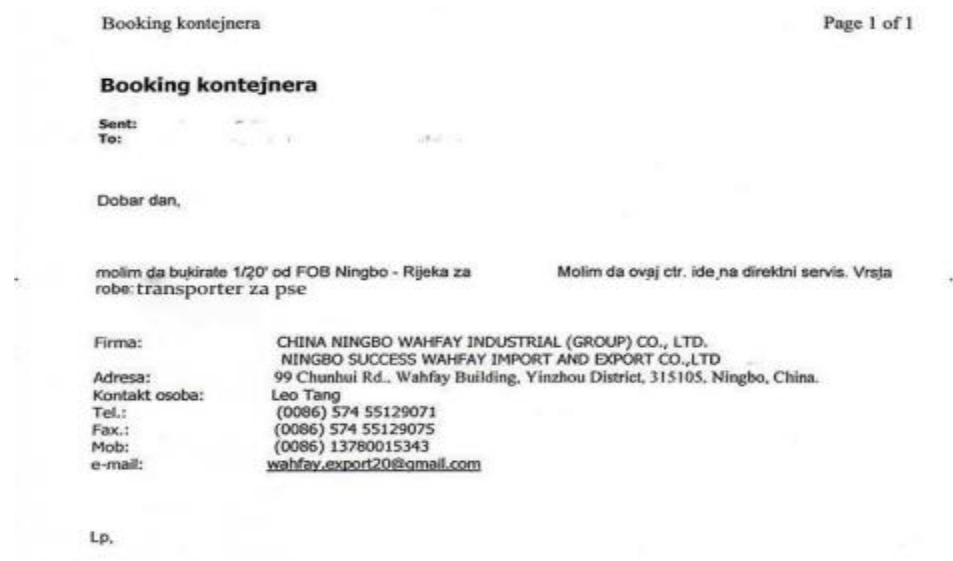 Booking kontejnera Page 1 of 1
Booking kontejnera
Sent:
To:
Dobar dan,
molim da bukirate 1/20' od FOB Ningbo - Rijeka za Molim da ovaj ctr. ide na direktni servis. Vrsta
robe: transporter za pse
Firma: CHINA NINGBO WAHFAY INDUSTRIAL (GROUP) CO., LTD.
NINGBO SUCCESS WAHFAY IMPORT AND EXPORT CO.,LTD
Adresa: 99 Chunhui Rd., Wahfay Building, Yinzhou District, 315105, Ningbo, China.
Kontakt osoba: Leo Tang
Tel.: (0086) 574 55129071
Fax.: (0086) 574 55129075
Mob: (0086) 13780015343
e-mail: wahfay.export20@gmail.com
Lp,